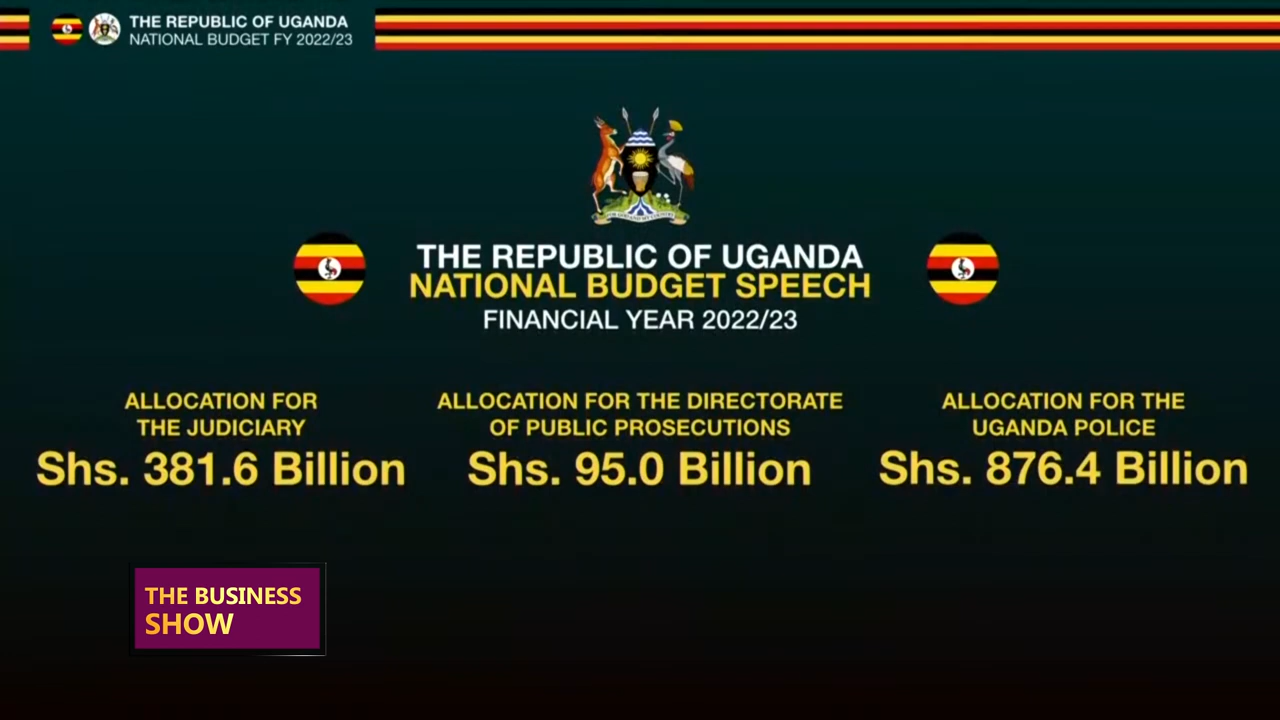 THE REPUBLIC OF UGANDA
NATIONAL BUDGET FY 2022/23
THE REPUBLIC OF UGANDA
NATIONAL BUDGET SPEECH
FINANCIAL YEAR 2022/23
ALLOCATION FOR
THE JUDICIARY
Shs. 381.6 Billion
ALLOCATION FOR THE DIRECTORATE
OF PUBLIC PROSECUTIONS
Shs. 95.0 Billion
ALLOCATION FOR THE
UGANDA POLICE
Shs. 876.4 Billion
THE BUSINESS
SHOW